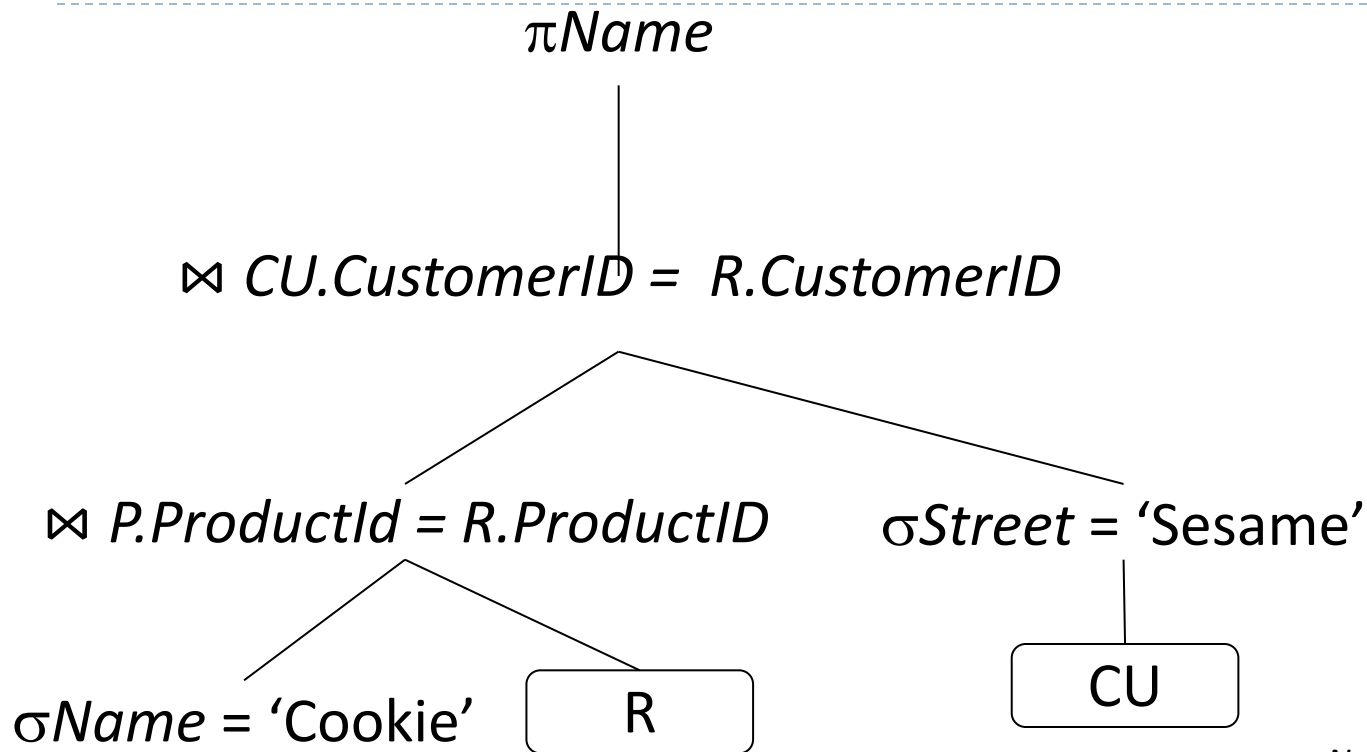 πName
⋈ CU.CustomerID = R.CustomerID
⋈ P.ProductId = R.ProductID
σStreet = ‘Sesame’
CU
σName = ‘Cookie’
R